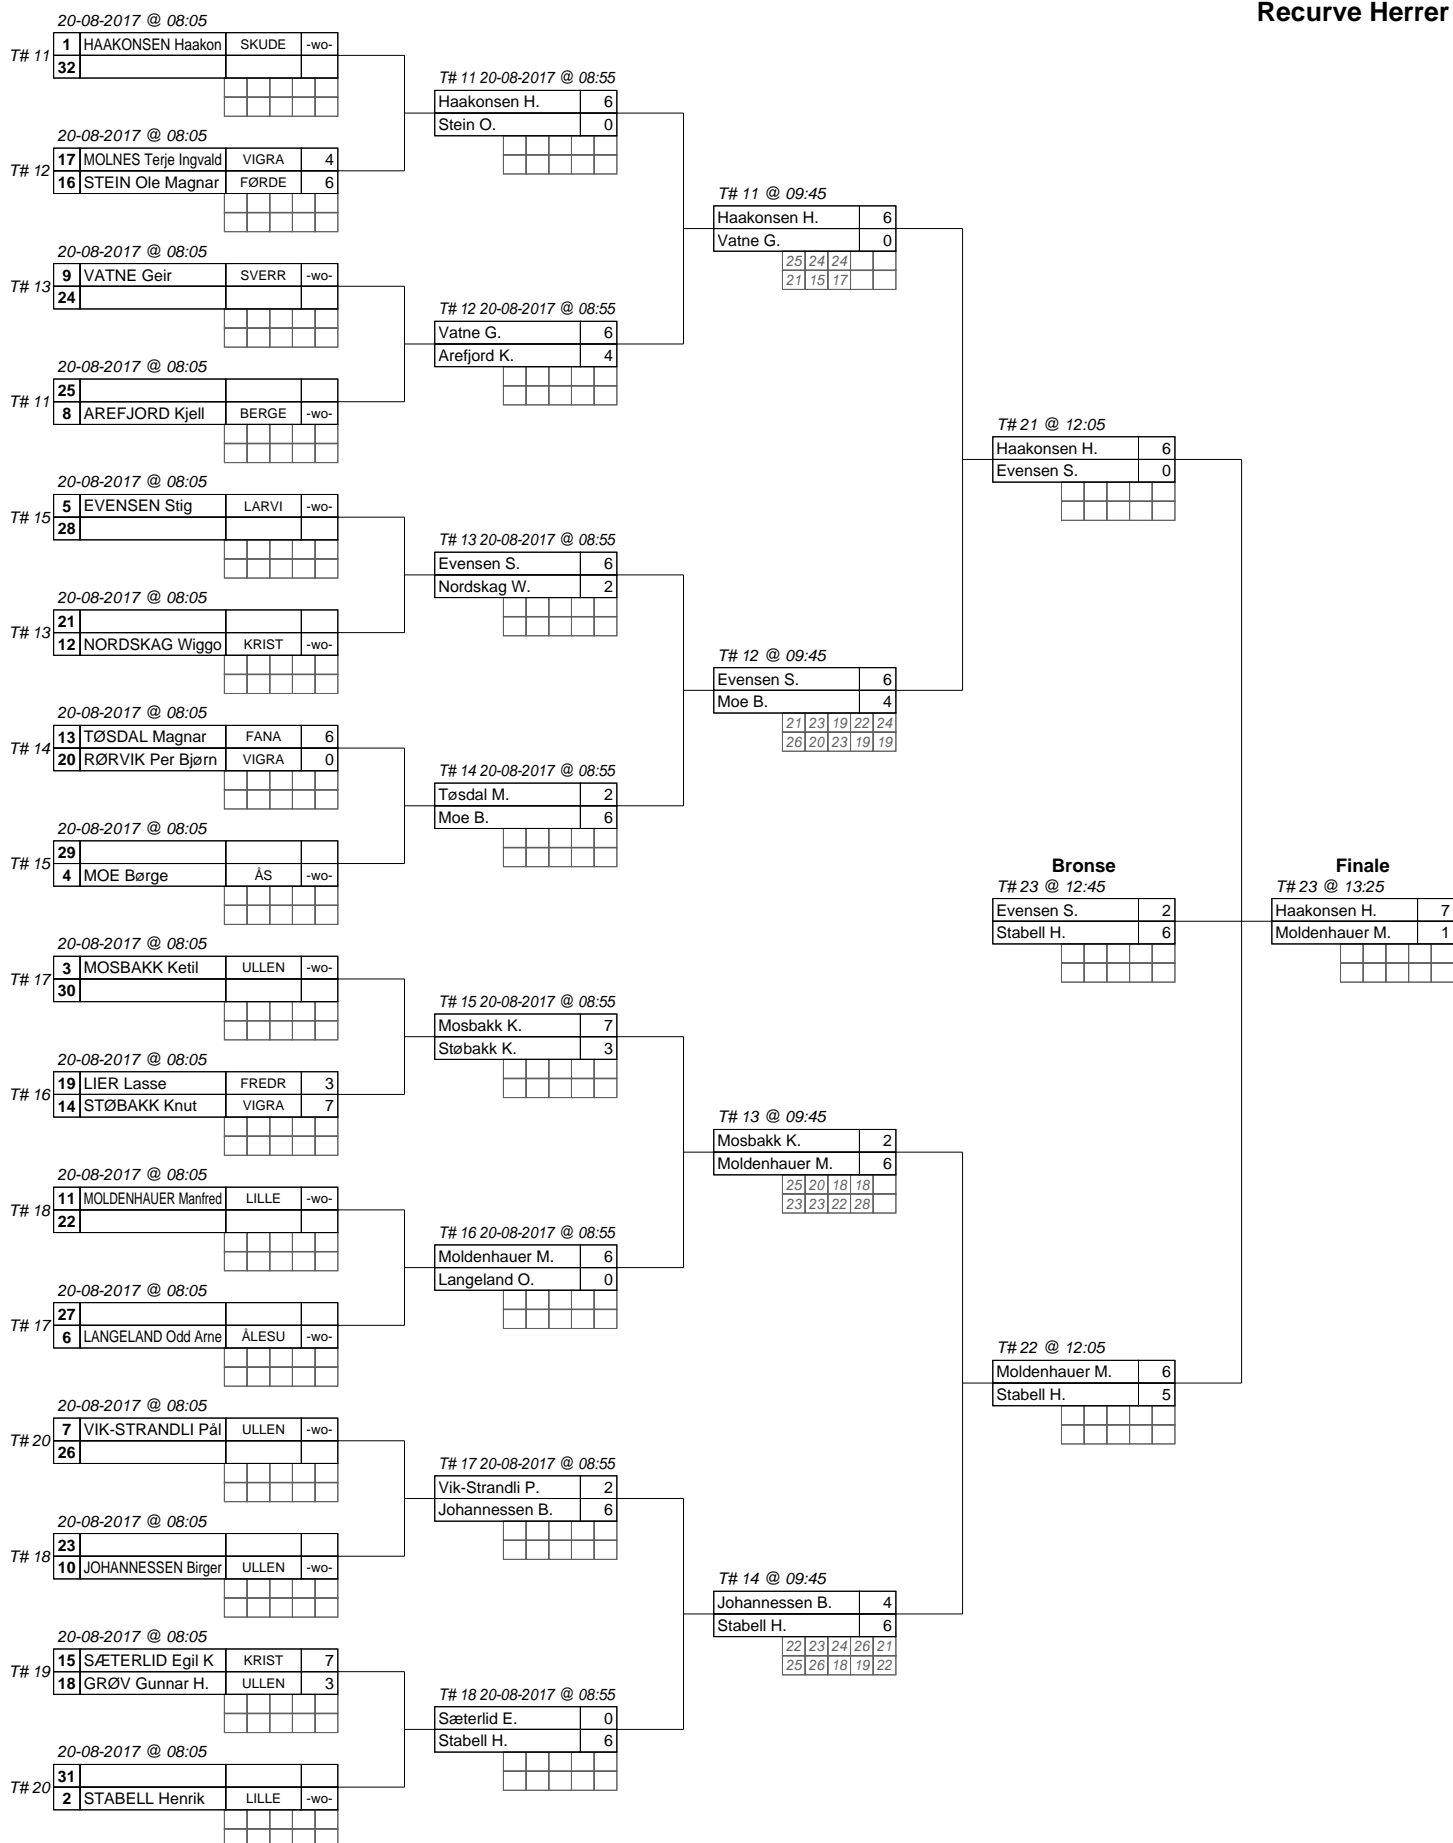 Recurve Herrer
20-08-2017 @ 08:05
T# 11
1 HAAKONSEN Haakon SKUDE -wo-
32
20-08-2017 @ 08:05
T# 12
17 MOLNES Terje Ingvald VIGRA 4
16 STEIN Ole Magnar FØRDE 6
20-08-2017 @ 08:05
T# 13
9 VATNE Geir SVERR -wo-
24
20-08-2017 @ 08:05
T# 11
25
8 AREFJORD Kjell BERGE -wo-
20-08-2017 @ 08:05
T# 15
5 EVENSEN Stig LARVI -wo-
28
20-08-2017 @ 08:05
T# 13
21
12 NORDSKAG Wiggo KRIST -wo-
20-08-2017 @ 08:05
T# 14
13 TØSDAL Magnar FANA 6
20 RØRVIK Per Bjørn VIGRA 0
20-08-2017 @ 08:05
T# 15
29
4 MOE Børge ÅS -wo-
20-08-2017 @ 08:05
T# 17
3 MOSBAKK Ketil ULLEN -wo-
30
20-08-2017 @ 08:05
T# 16
19 LIER Lasse FREDR 3
14 STØBAKK Knut VIGRA 7
20-08-2017 @ 08:05
T# 18
11 MOLDENHAUER Manfred LILLE -wo-
22
20-08-2017 @ 08:05
T# 17
27
6 LANGELAND Odd Arne ÅLESU -wo-
20-08-2017 @ 08:05
T# 20
7 VIK-STRANDLI Pål ULLEN -wo-
26
20-08-2017 @ 08:05
T# 18
23
10 JOHANNESSEN Birger ULLEN -wo-
20-08-2017 @ 08:05
T# 19
15 SÆTERLID Egil K KRIST 7
18 GRØV Gunnar H. ULLEN 3
20-08-2017 @ 08:05
T# 20
31
2 STABELL Henrik LILLE -wo-
T# 11 20-08-2017 @ 08:55
Haakonsen H. 6
Stein O. 0
T# 12 20-08-2017 @ 08:55
Vatne G. 6
Arefjord K. 4
T# 13 20-08-2017 @ 08:55
Evensen S. 6
Nordskag W. 2
T# 14 20-08-2017 @ 08:55
Tøsdal M. 2
Moe B. 6
T# 15 20-08-2017 @ 08:55
Mosbakk K. 7
Støbakk K. 3
T# 16 20-08-2017 @ 08:55
Moldenhauer M. 6
Langeland O. 0
T# 17 20-08-2017 @ 08:55
Vik-Strandli P. 2
Johannessen B. 6
T# 18 20-08-2017 @ 08:55
Sæterlid E. 0
Stabell H. 6
T# 11 @ 09:45
Haakonsen H. 6
Vatne G. 0
25 24 24
21 15 17
T# 12 @ 09:45
Evensen S. 6
Moe B. 4
21 23 19 22 24
26 20 23 19 19
T# 13 @ 09:45
Mosbakk K. 2
Moldenhauer M. 6
25 20 18 18
23 23 22 28
T# 14 @ 09:45
Johannessen B. 4
Stabell H. 6
22 23 24 26 21
25 26 18 19 22
T# 21 @ 12:05
Haakonsen H. 6
Evensen S. 0
T# 22 @ 12:05
Moldenhauer M. 6
Stabell H. 5
Bronse
T# 23 @ 12:45
Evensen S. 2
Stabell H. 6
Finale
T# 23 @ 13:25
Haakonsen H. 7
Moldenhauer M. 1